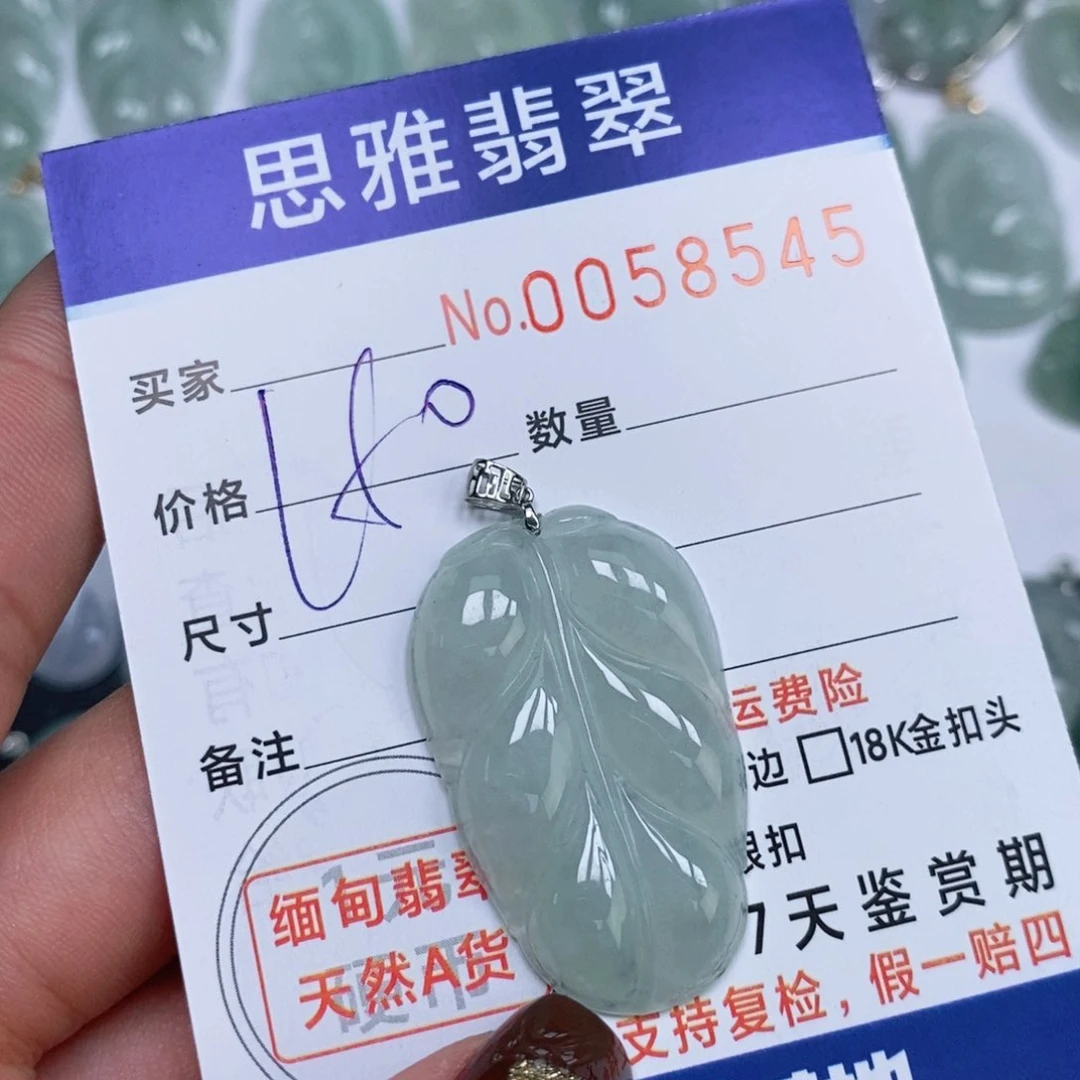 思雅翡翠
No.0058545
买家
价格
数量
尺寸
备注
运费险
边 □18K金扣头
银扣
7天鉴赏期
缅甸翡翠
天然A货
支持复检，假一赔四